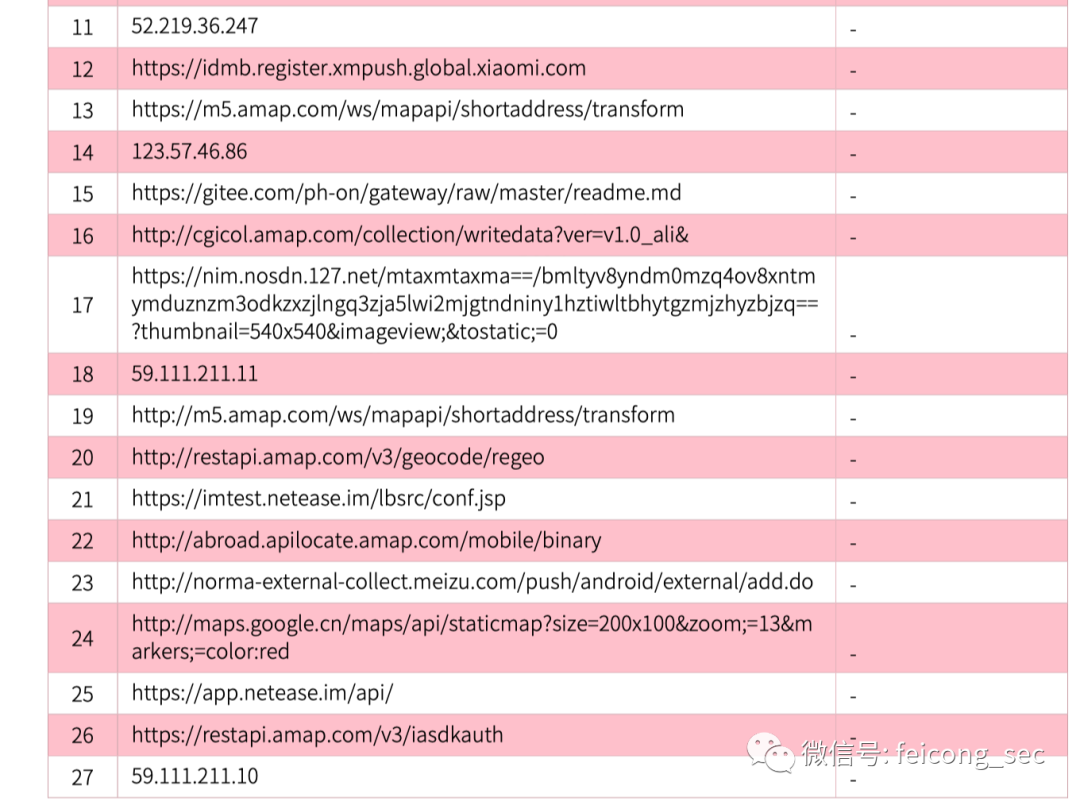 11 52.219.36.247 -
12 https://idmb.register.xmpush.global.xiaomi.com -
13 https://m5.amap.com/ws/mapapi/shortaddress/transform -
14 123.57.46.86 -
15 https://gitee.com/ph-on/gateway/raw/master/readme.md -
16 http://cgicol.amap.com/collection/writedata?ver=v1.0_ali& -
https://nim.nosdn.127.net/mtaxmtaxma==/bmltyv8yndm0mzq4ov8xntm
17 ymduznzm3odkzxzjlngq3zja5lwi2mjgtndniny1hztiwltbhytgzmjzhyzbjzq==
?thumbnail=540x540&imageview;&tostatic;=0 -
18 59.111.211.11 -
19 http://m5.amap.com/ws/mapapi/shortaddress/transform -
20 http://restapi.amap.com/v3/geocode/regeo -
21 https://imtest.netease.im/lbsrc/conf.jsp -
22 http://abroad.apilocate.amap.com/mobile/binary -
23 http://norma-external-collect.meizu.com/push/android/external/add.do -
24 http://maps.google.cn/maps/api/staticmap?size=200x100&zoom;=13&m
arkers;=color:red -
25 https://app.netease.im/api/ -
26 https://restapi.amap.com/v3/iasdkauth -
微信号: feicong_sec
27 59.111.211.10 -